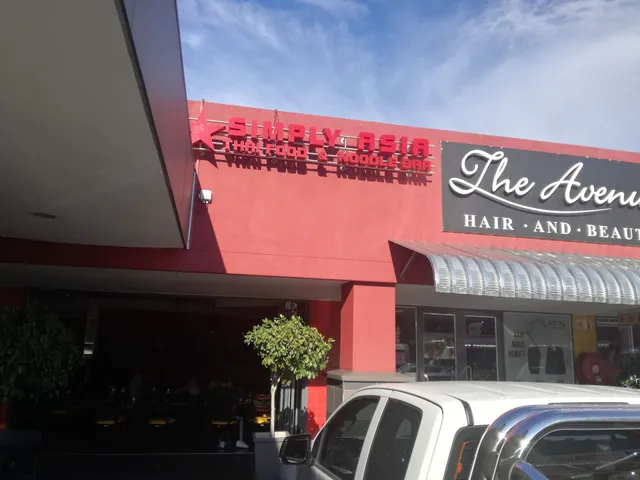 SIMPLY ASIA
THAI FOOD & NOODLE BAR
The Avenu
HAIR · AND · BEAUT